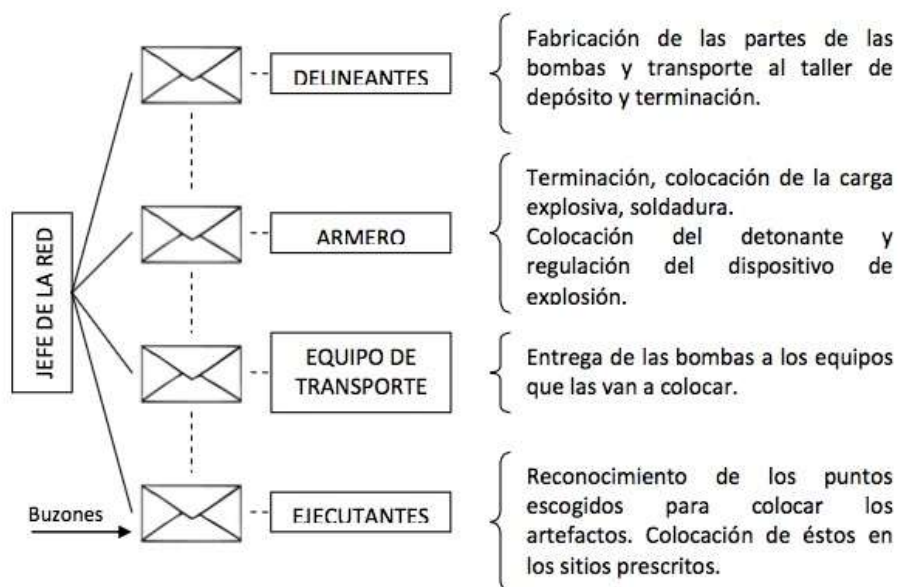 DELINEANTES
Fabricación de las partes de las
bombas y transporte al taller de
depósito y terminación.
JEFE DE LA RED
ARMERO
Terminación, colocación de la carga
explosiva, soldadura.
Colocación del detonante y
regulación del dispositivo de
explosión.
EQUIPO DE
TRANSPORTE
Entrega de las bombas a los equipos
que las van a colocar.
Buzones
EJECUTANTES
Reconocimiento de los puntos
escogidos para colocar los
artefactos. Colocación de éstos en
los sitios prescritos.